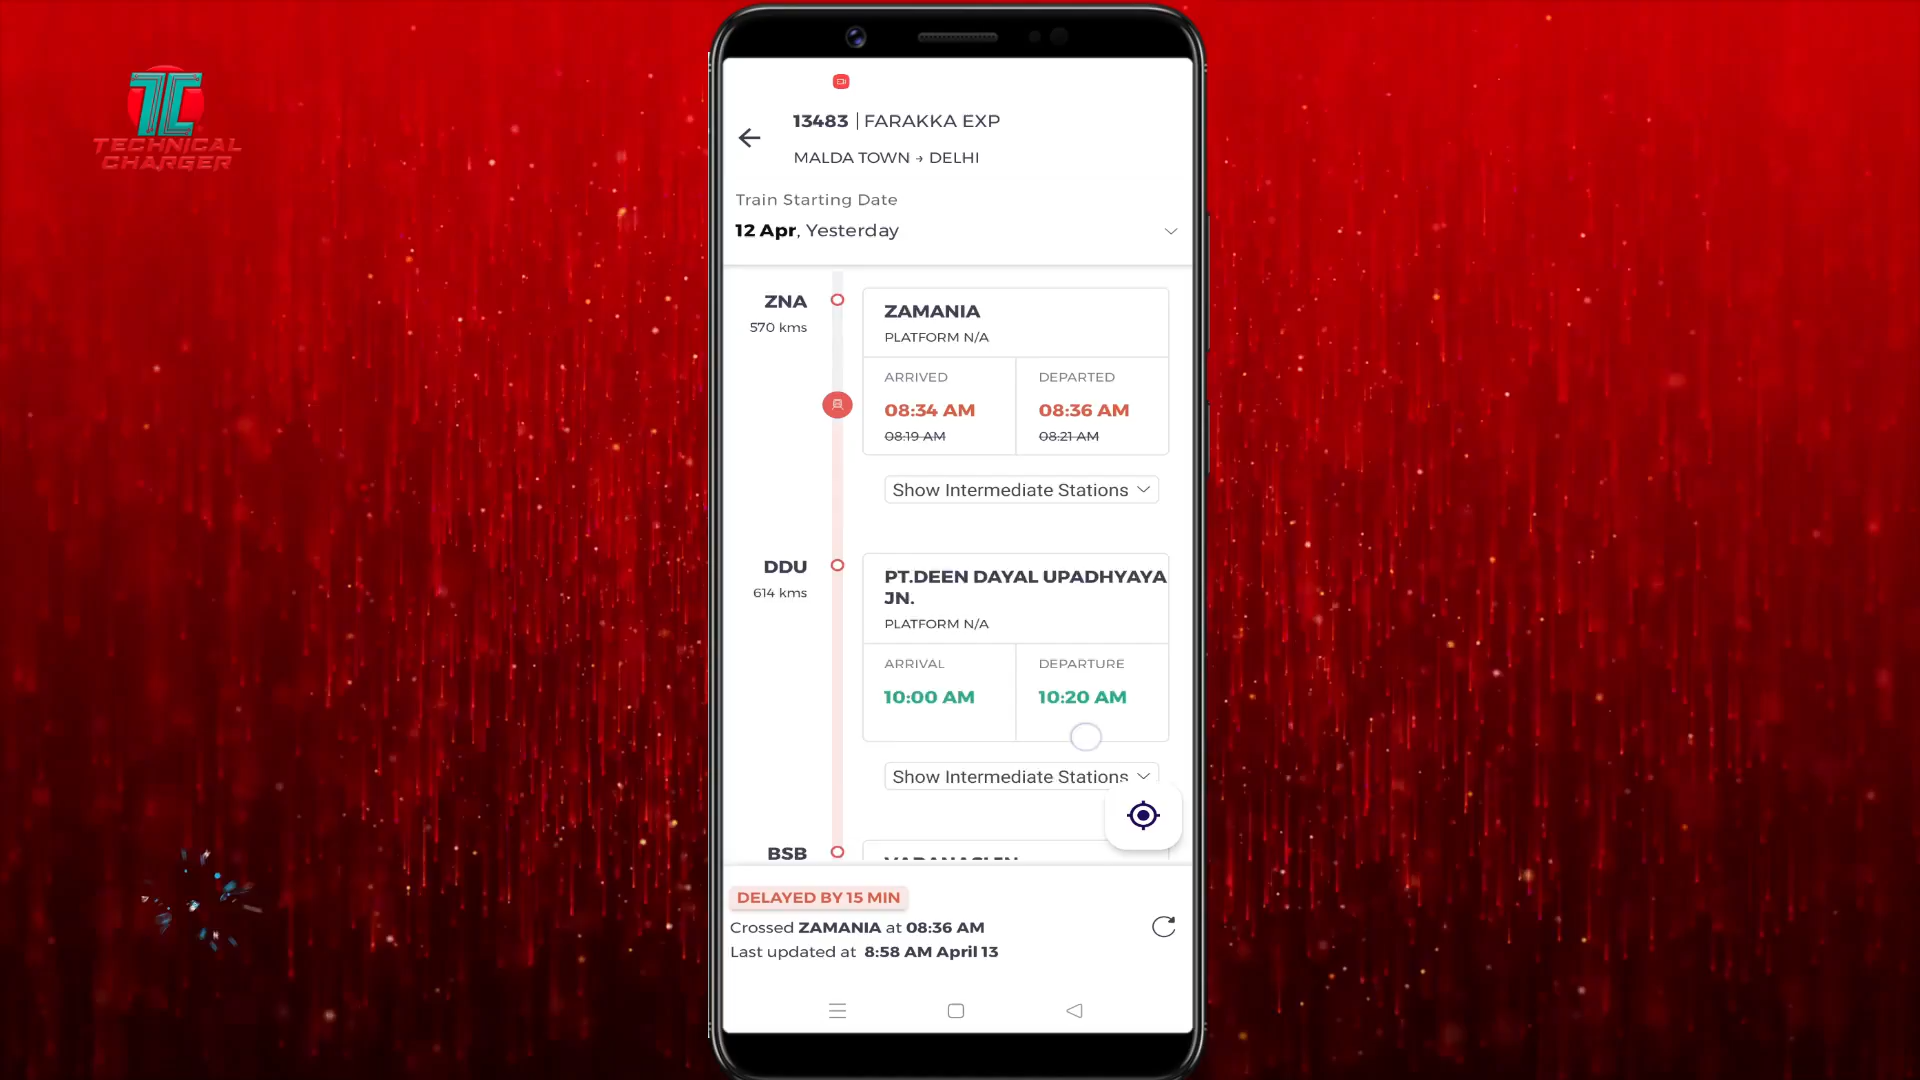 TC
TECHNICAL
CHARGER
13483 | FARAKKA EXP
MALDA TOWN → DELHI
Train Starting Date
12 Apr, Yesterday
ZNA
570 kms
ZAMANIA
PLATFORM N/A
ARRIVED
DEPARTED
08:34 AM
08:36 AM
08:19 AM
08:21 AM
Show Intermediate Stations
DDU
614 kms
PT.DEEN DAYAL UPADHYAYA
JN.
PLATFORM N/A
ARRIVAL
DEPARTURE
10:00 AM
10:20 AM
Show Intermediate Stations
BSB
DELAYED BY 15 MIN
Crossed ZAMANIA at 08:36 AM
Last updated at 8:58 AM April 13